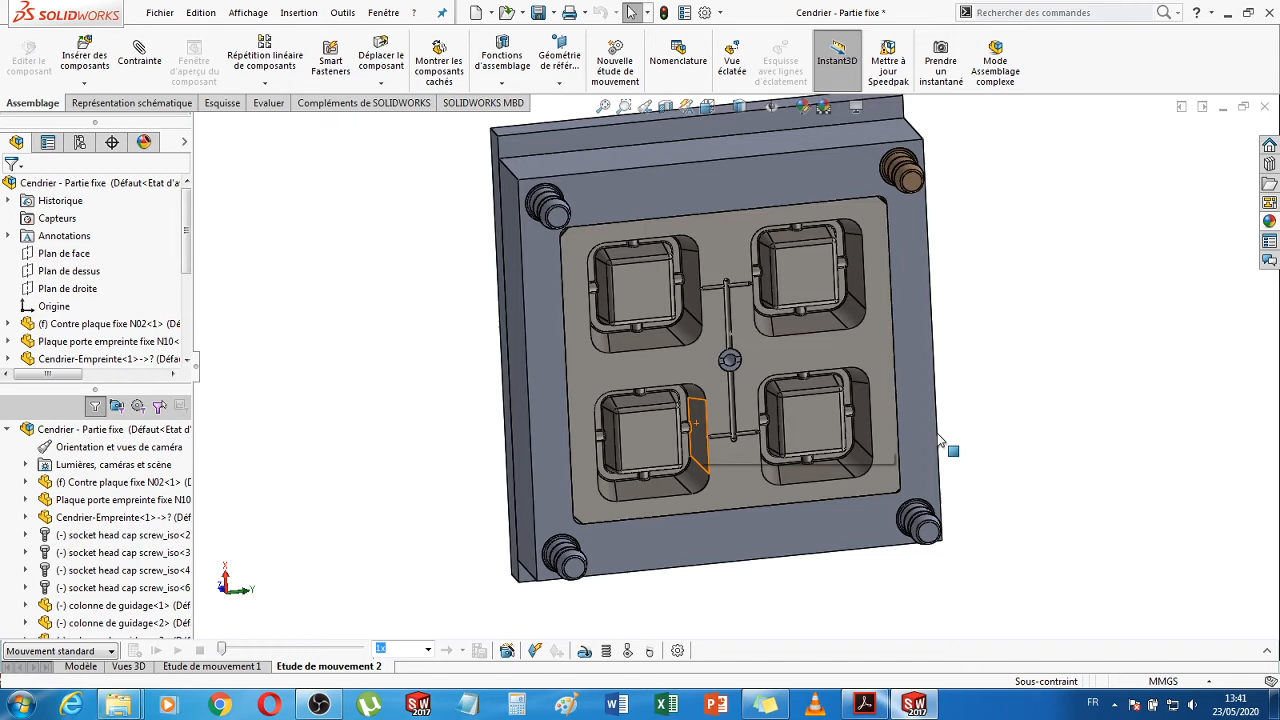 SOLIDWORKS
Fichier Edition Affichage Insertion Outils Fenêtre ?
Cendrier - Partie fixe *
Rechercher des commandes
Editer le composant
Insérer des composants
Contrainte
Fenêtre d'aperçu du composant
Répétition linéaire de composants
Smart Fasteners
Déplacer le composant
Montrer les composants cachés
Fonctions d'assemblage
Géométrie de référ...
Nouvelle étude de mouvement
Nomenclature
Vue éclatée
Esquisse avec lignes d'éclatement
Instant3D
Mettre à jour Speedpak
Prendre un instantané
Mode Assemblage complexe
Assemblage Représentation schématique Esquisse Evaluer Compléments de SOLIDWORKS SOLIDWORKS MBD
Cendrier - Partie fixe (Défaut<Etat d'a
Historique
Capteurs
Annotations
Plan de face
Plan de dessus
Plan de droite
Origine
(f) Contre plaque fixe N02<1> (Dé
Plaque porte empreinte fixe N10<
Cendrier-Empreinte<1>->? (Défau
Cendrier - Partie fixe (Défaut<Etat d'
Orientation et vues de caméra
Lumières, caméras et scène
(f) Contre plaque fixe N02<1> (D
Plaque porte empreinte fixe N10
Cendrier-Empreinte<1>->? (Défa
(-) socket head cap screw_iso<2
(-) socket head cap screw_iso<3
(-) socket head cap screw_iso<4
(-) socket head cap screw_iso<6
(-) colonne de guidage<1> (Déf
(-) colonne de guidage<2> (Déf
X
Y
Z
Mouvement standard
1x
Modèle Vues 3D Etude de mouvement 1 Etude de mouvement 2
Sous-contraint MMGS
FR
13:41
23/05/2020